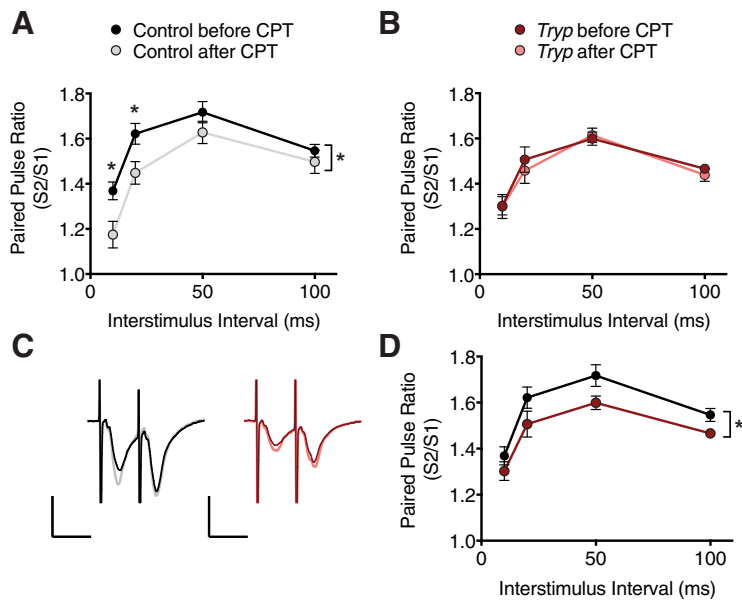 A
Control before CPT
Control after CPT
Paired Pulse Ratio
(S2/S1)
1.8
1.6
1.4
1.2
1.0
*
*
*
0
50
100
Interstimulus Interval (ms)
B
Tryp before CPT
Tryp after CPT
Paired Pulse Ratio
(S2/S1)
1.8
1.6
1.4
1.2
1.0
0
50
100
Interstimulus Interval (ms)
C
D
Paired Pulse Ratio
(S2/S1)
1.8
1.6
1.4
1.2
1.0
*
0
50
100
Interstimulus Interval (ms)